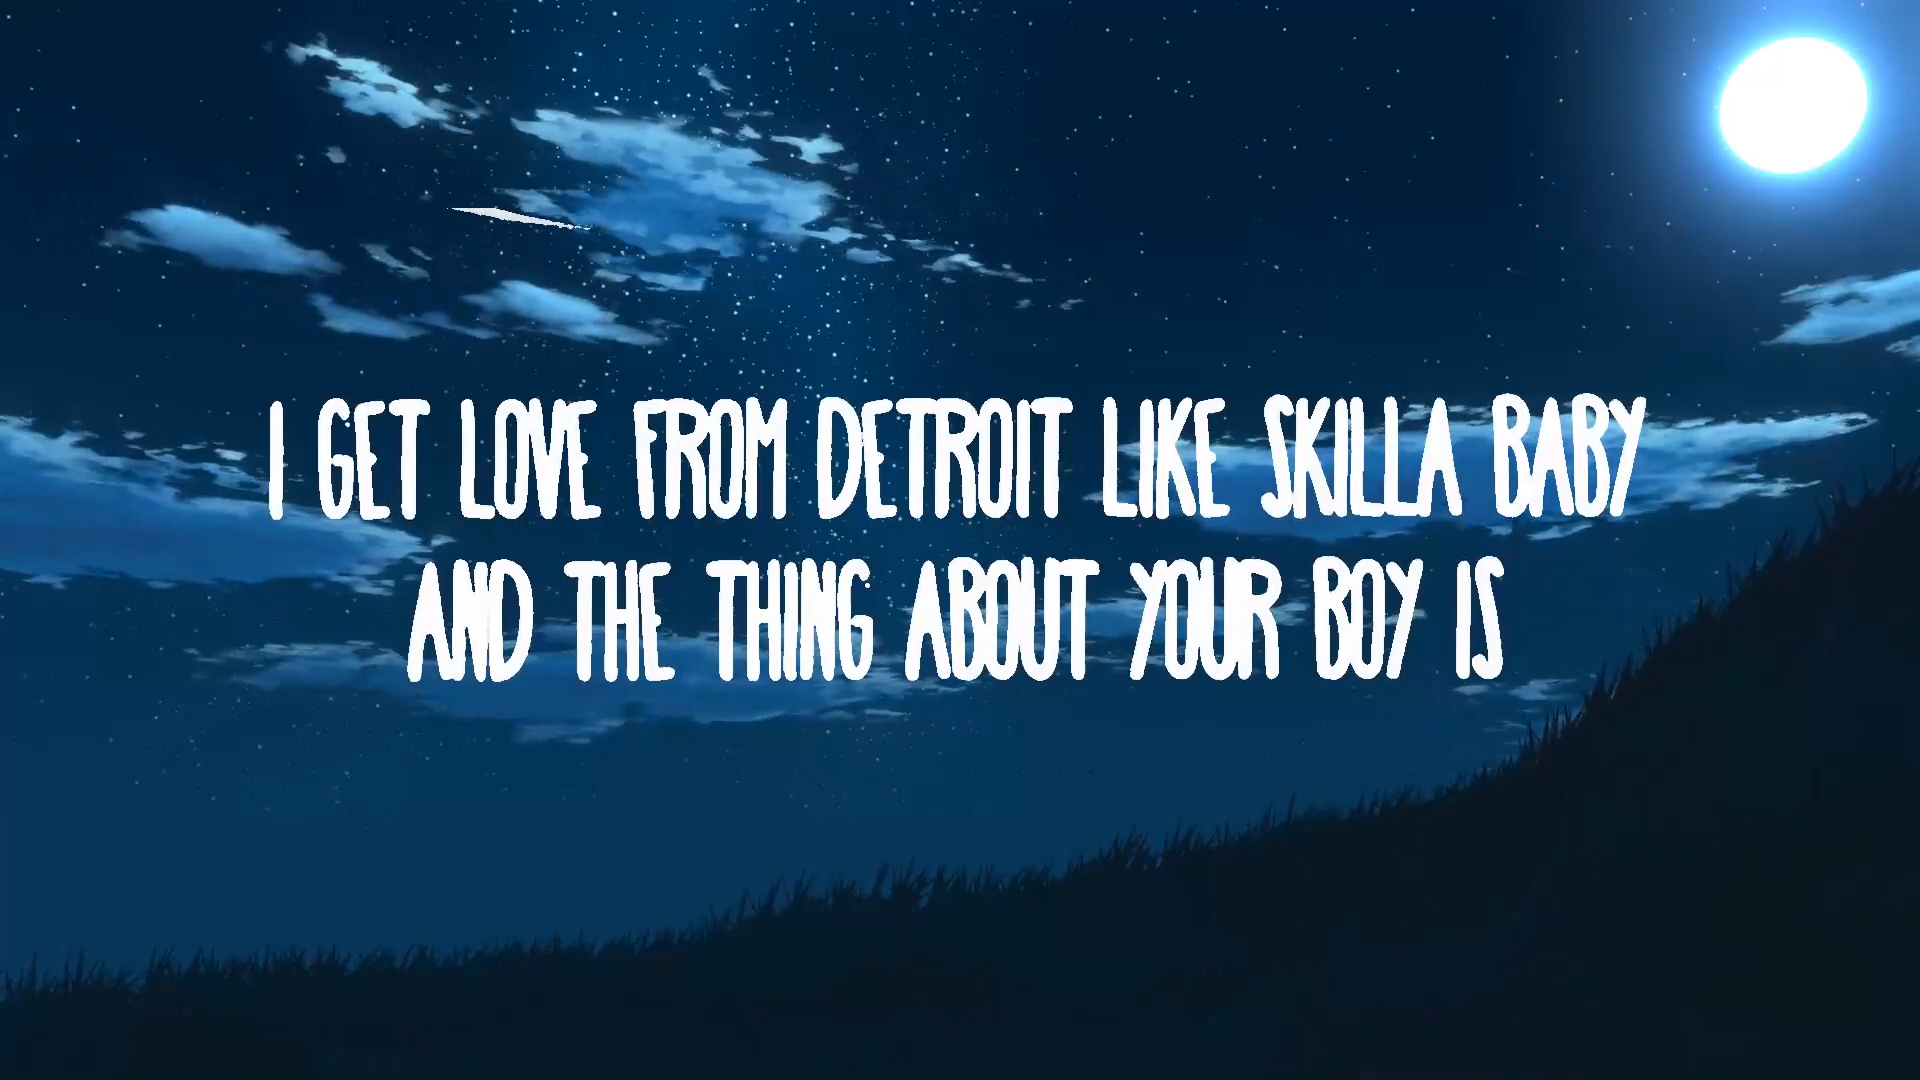 I GET LOVE FROM DETROIT LIKE SKILLA BABY
AND THE THING ABOUT YOUR BOY IS